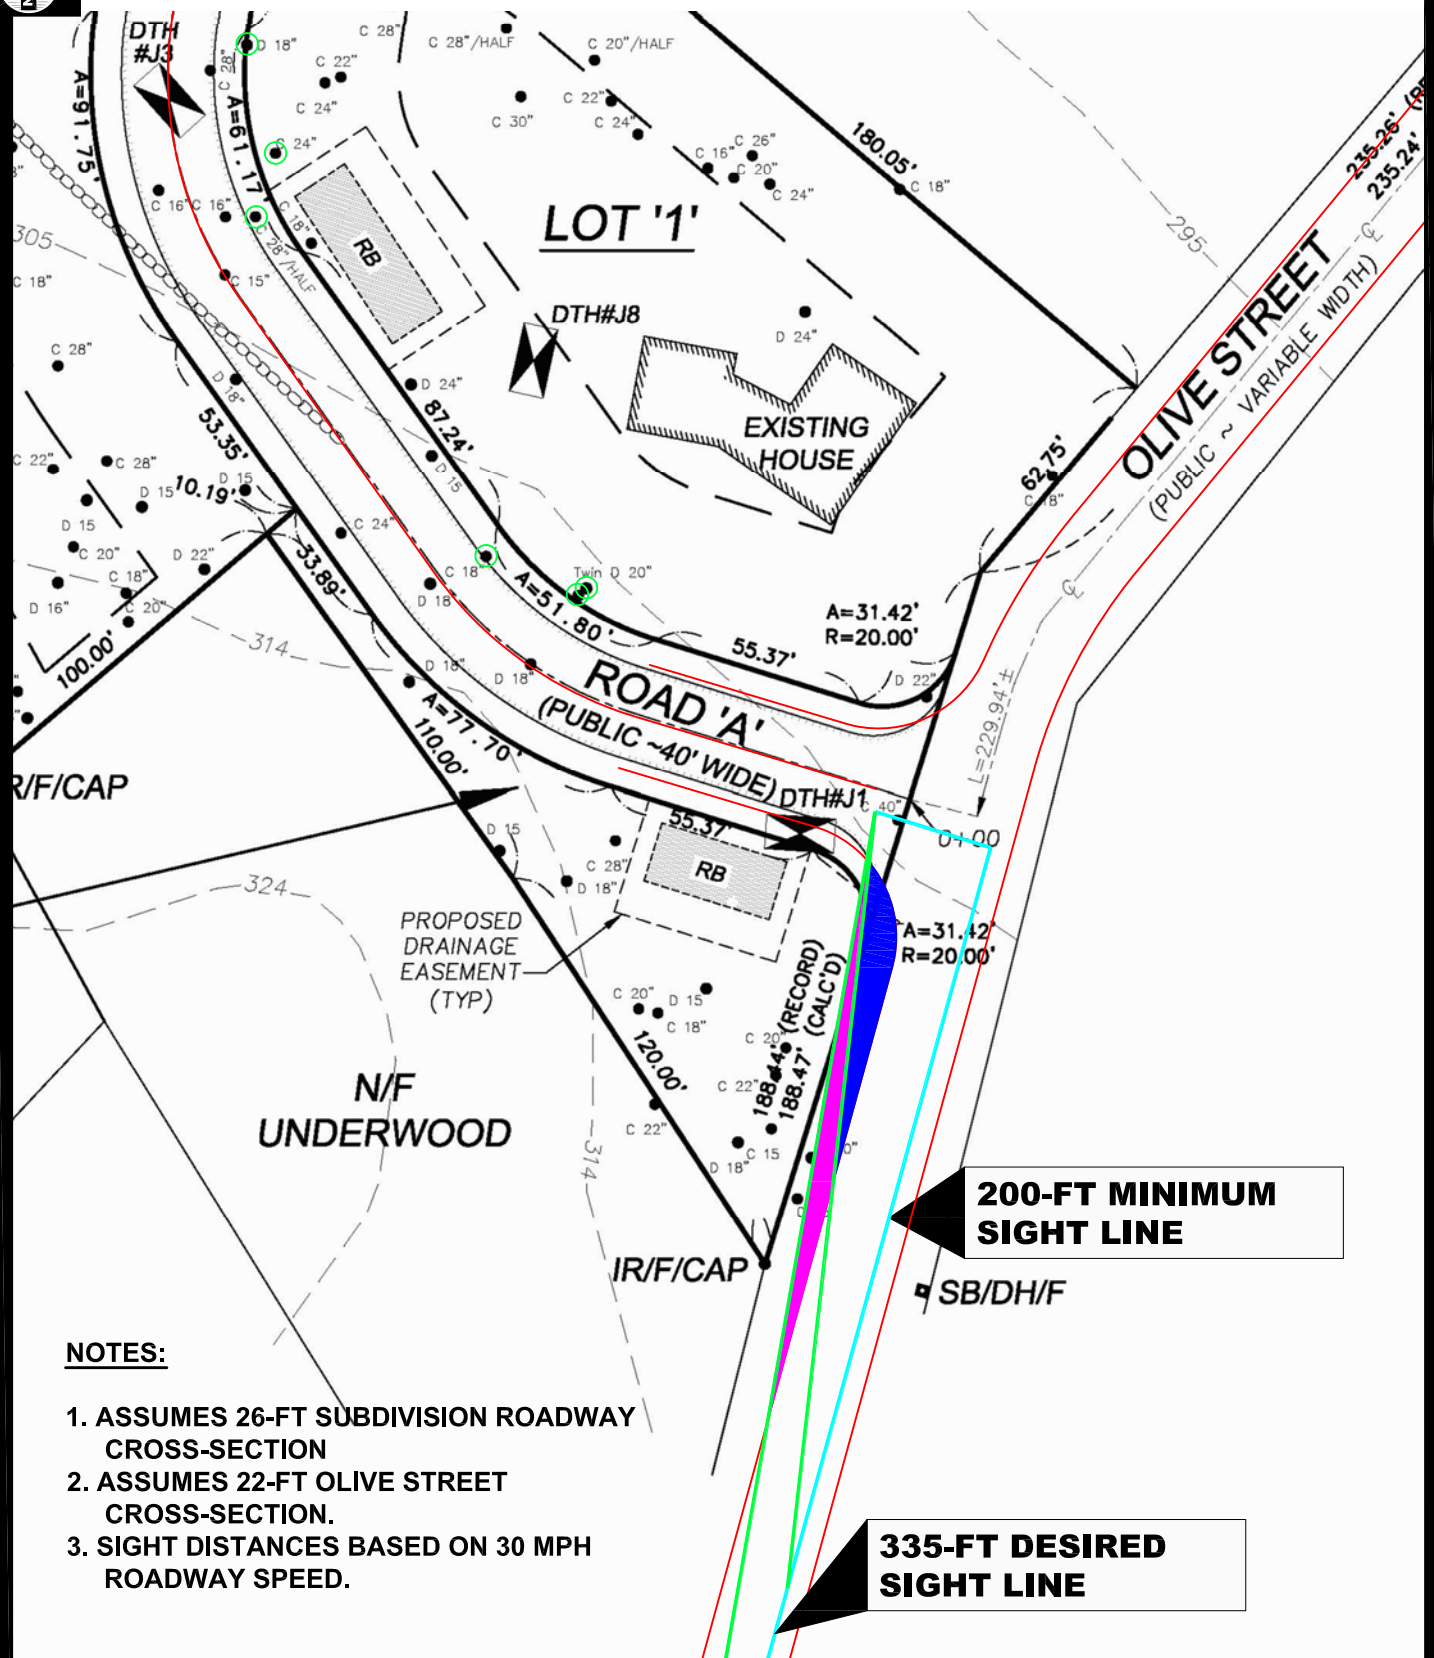 DTH
#J3
D 18"
C 28"
C 28"
C 28"/HALF
C 20"/HALF
C 22"
C 24"
C 30"
C 22"
C 24"
C 26"
C 16"
C 20"
C 24"
180.05'
C 18"
235.26'
235.24'
A=91.75'
A=61.17'
C 24"
C 16"
C 16"
C 18"
C 28"/HALF
C 15"
RB
LOT '1'
295
OLIVE STREET
(PUBLIC ~ VARIABLE WIDTH)
305
C 18"
DTH#J8
D 24"
EXISTING
HOUSE
C 28"
D 18"
D 24"
87.24'
D 15
53.35'
10.19'
D 15
C 22"
C 28"
D 15
D 15
C 20"
C 18"
C 20"
D 16"
D 22"
C 24"
C 18"
D 18
33.89'
62.75'
C 18"
Twin D 20"
A=51.80'
A=31.42'
R=20.00'
314
100.00'
55.37'
D 22"
D 18"
D 18"
ROAD 'A'
(PUBLIC ~40' WIDE)
A=77.70'
110.00'
L=229.94'±
R/F/CAP
DTH#J1
C 40"
0+00
55.37'
D 15
C 28"
D 18"
RB
324
PROPOSED
DRAINAGE
EASEMENT
(TYP)
A=31.42'
R=20.00'
C 20"
D 15
C 18"
C 20"
188.44' (RECORD)
188.47' (CALC'D)
120.00'
C 22"
C 22"
D 18"
C 15
N/F
UNDERWOOD
314
200-FT MINIMUM
SIGHT LINE
IR/F/CAP
SB/DH/F
NOTES:
1. ASSUMES 26-FT SUBDIVISION ROADWAY
CROSS-SECTION
2. ASSUMES 22-FT OLIVE STREET
CROSS-SECTION.
3. SIGHT DISTANCES BASED ON 30 MPH
ROADWAY SPEED.
335-FT DESIRED
SIGHT LINE